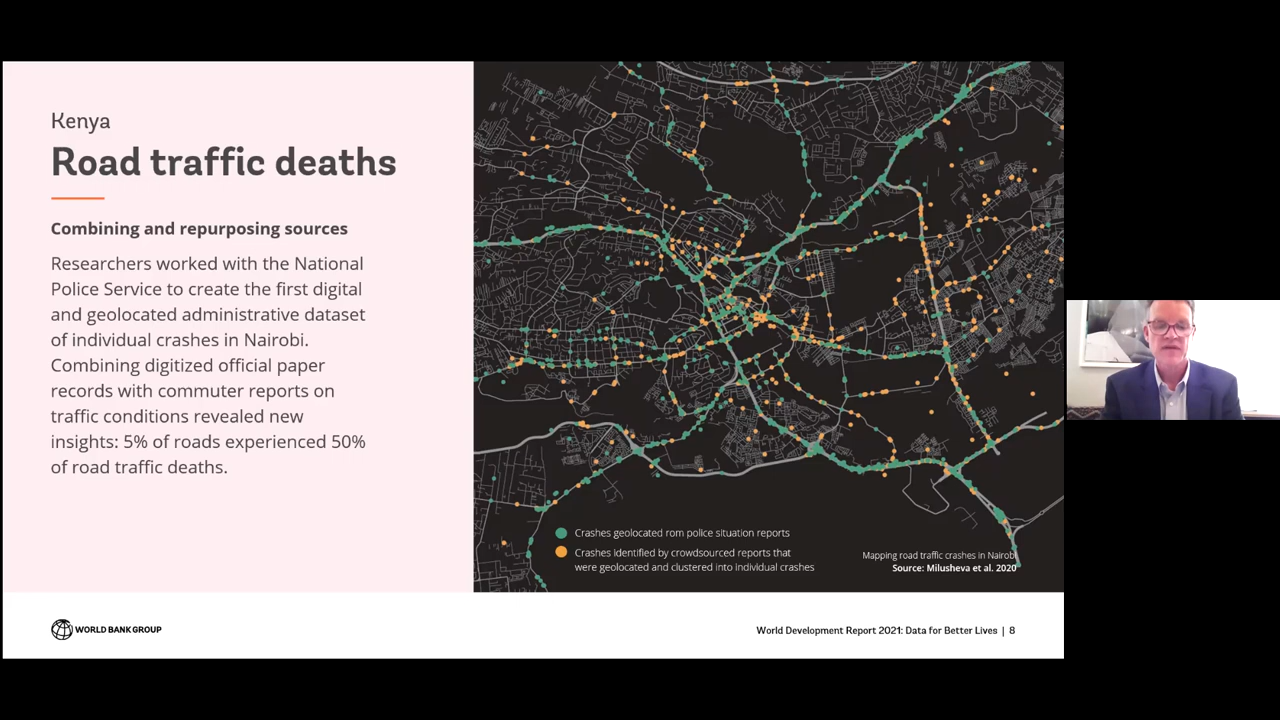 Kenya
Road traffic deaths
Combining and repurposing sources
Researchers worked with the National
Police Service to create the first digital
and geolocated administrative dataset
of individual crashes in Nairobi.
Combining digitized official paper
records with commuter reports on
traffic conditions revealed new
insights: 5% of roads experienced 50%
of road traffic deaths.
Crashes geolocated rom police situation reports
Crashes identified by crowdsourced reports that
were geolocated and clustered into individual crashes
Mapping road traffic crashes in Nairobi
Source: Milusheva et al. 2020
WORLD BANK GROUP
World Development Report 2021: Data for Better Lives | 8